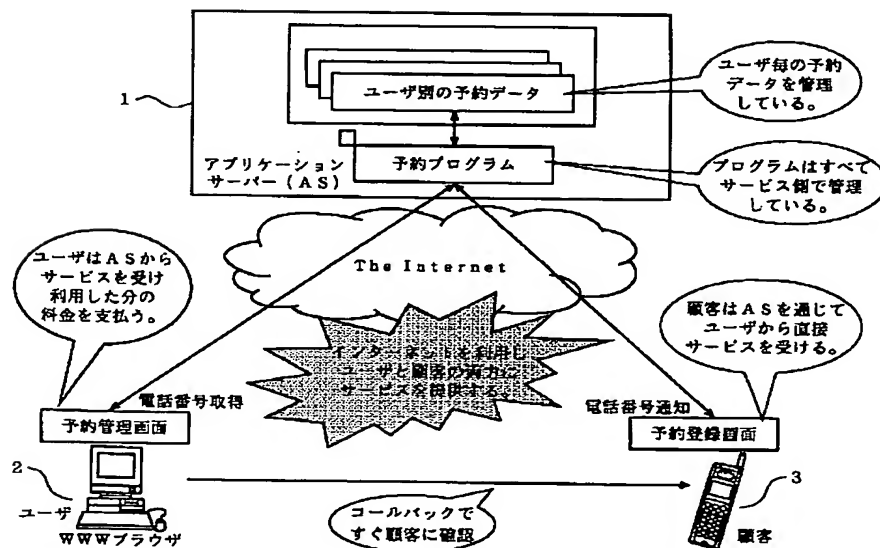 1
ユーザ別の予約データ
ユーザ毎の予約
データを管理
している。
アプリケーション
サーバー(AS)
予約プログラム
プログラムはすべて
サービス側で管理
している。
ユーザはASから
サービスを受け
利用した分の
料金を支払う。
The Internet
顧客はASを通じて
ユーザから直接
サービスを受ける。
インターネットを利用し
ユーザと顧客の両方に
サービスを提供する。
電話番号取得
予約管理画面
電話番号通知
予約登録画面
2
ユーザ
WWWブラウザ
コールバックで
すぐ顧客に確認
3
顧客